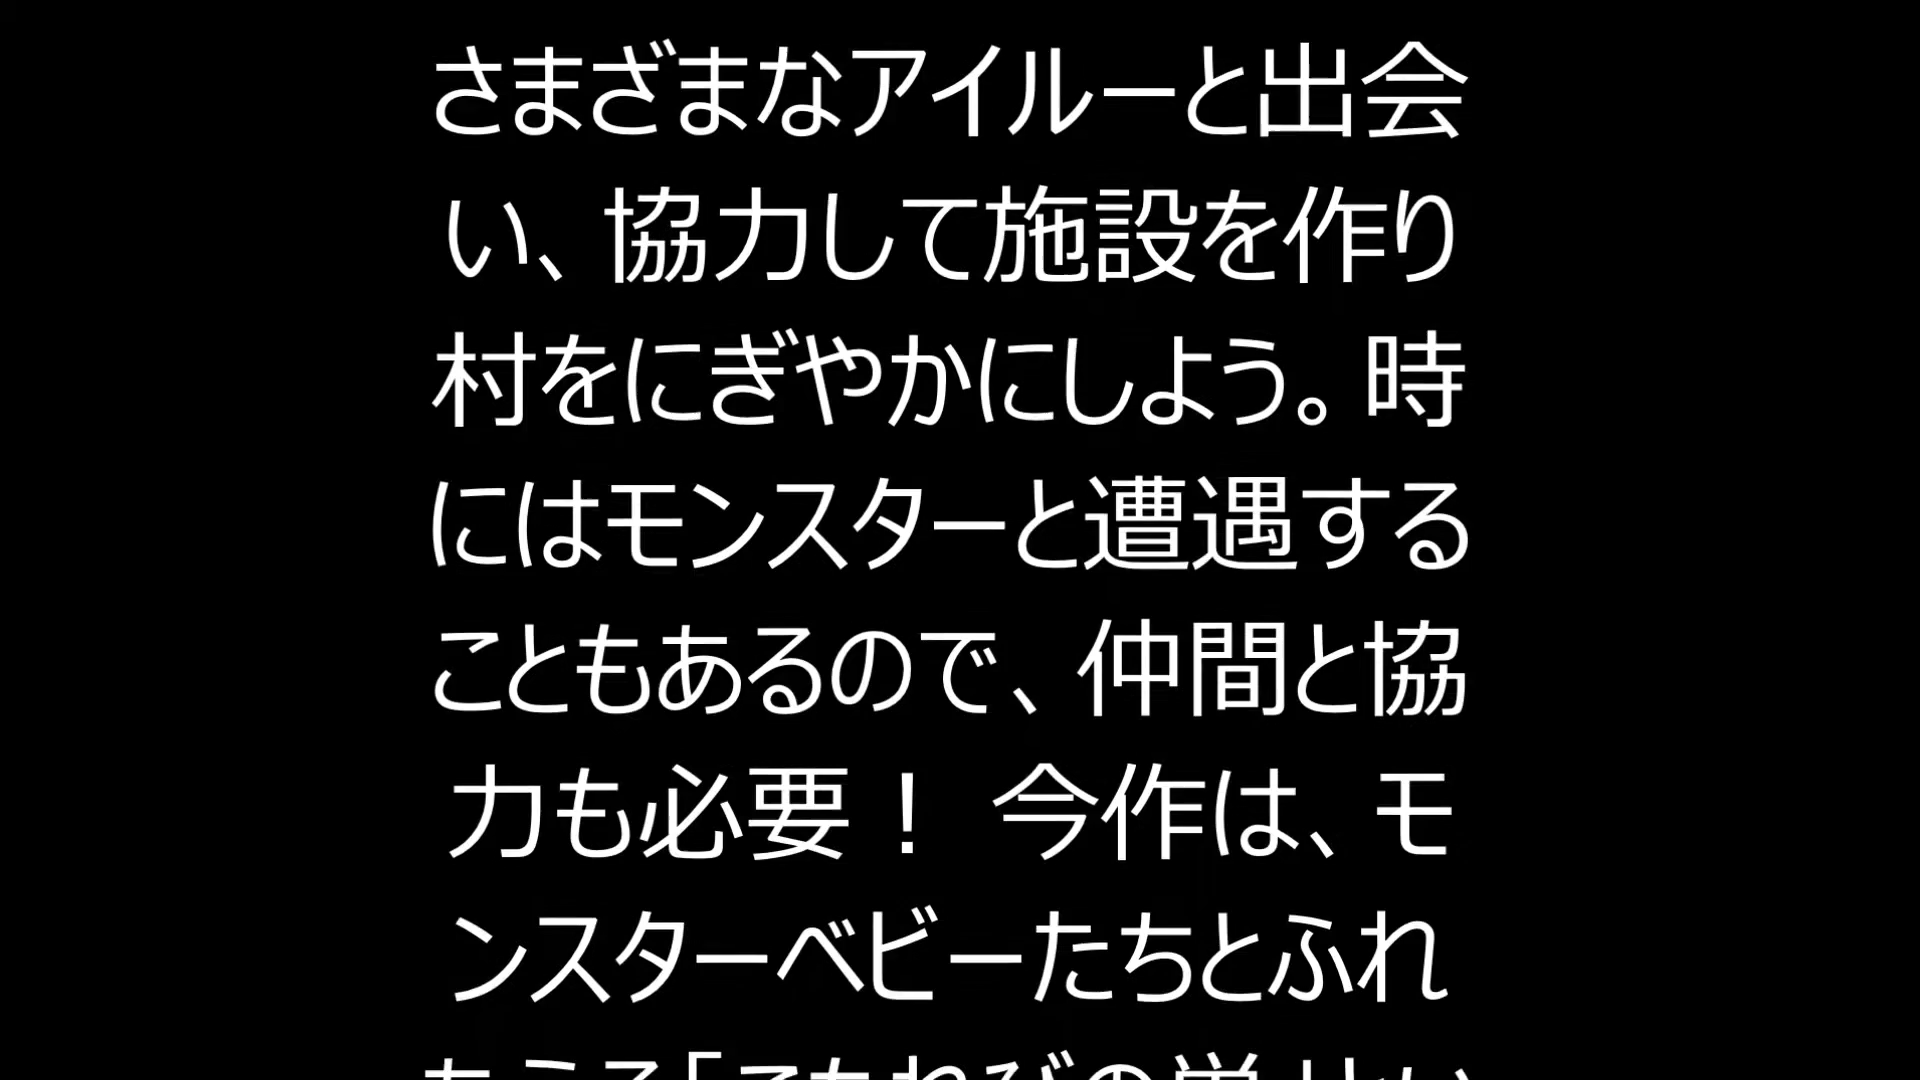 さまざまなアイルーと出会
い、協力して施設を作り
村をにぎやかにしよう。時
にはモンスターと遭遇する
こともあるので、仲間と協
力も必要！ 今作は、モ
ンスターベビーたちとふれ